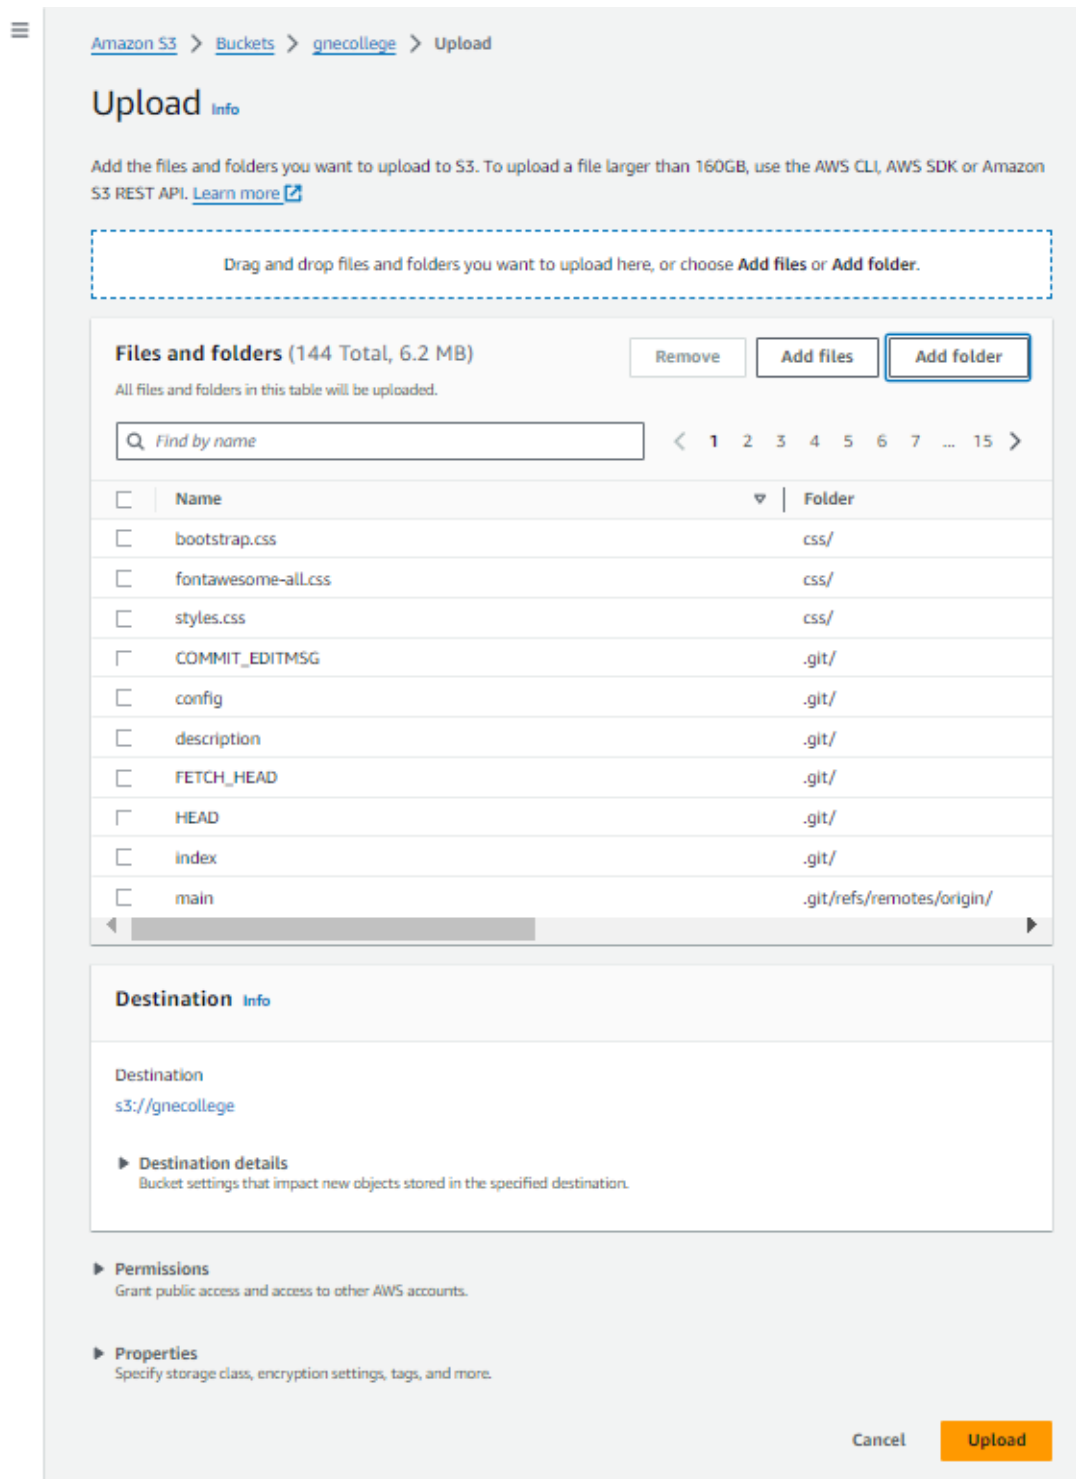 Amazon S3 > Buckets > gnecollege > Upload
Upload Info
Add the files and folders you want to upload to S3. To upload a file larger than 160GB, use the AWS CLI, AWS SDK or Amazon
S3 REST API. Learn more
Drag and drop files and folders you want to upload here, or choose Add files or Add folder.
Files and folders (144 Total, 6.2 MB) Remove Add files Add folder
All files and folders in this table will be uploaded.
Find by name < 1 2 3 4 5 6 7 ... 15 >
Name Folder
bootstrap.css css/
fontawesome-all.css css/
styles.css css/
COMMIT_EDITMSG .git/
config .git/
description .git/
FETCH_HEAD .git/
HEAD .git/
index .git/
main .git/refs/remotes/origin/
Destination Info
Destination
s3://gnecollege
Destination details
Bucket settings that impact new objects stored in the specified destination.
Permissions
Grant public access and access to other AWS accounts.
Properties
Specify storage class, encryption settings, tags, and more.
Cancel Upload